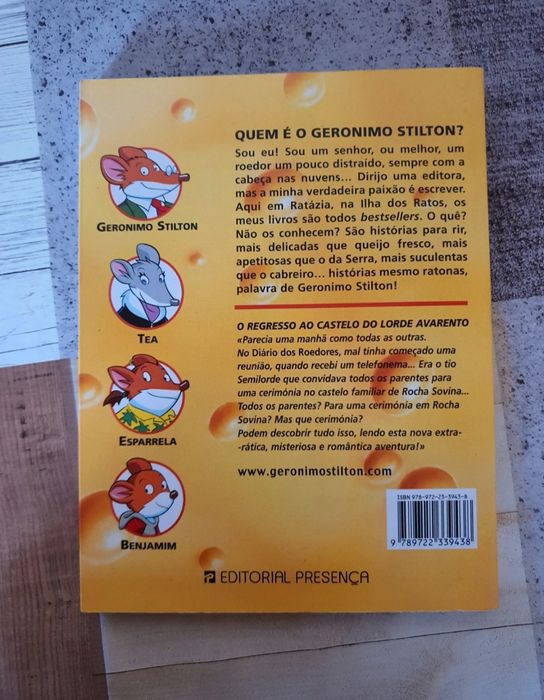 QUEM É O GERONIMO STILTON?
Sou eu! Sou um senhor, ou melhor, um
roedor um pouco distraído, sempre com a
cabeça nas nuvens... Dirijo uma editora,
mas a minha verdadeira paixão é escrever.
Aqui em Ratázia, na Ilha dos Ratos, os
meus livros são todos bestsellers. O quê?
Não os conhecem? São histórias para rir,
mais delicadas que queijo fresco, mais
apetitosas que o da Serra, mais suculentas
que o cabreiro... histórias mesmo ratonas,
palavra de Geronimo Stilton!
GERONIMO STILTON
TEA
ESPARRELA
BENJAMIM
O REGRESSO AO CASTELO DO LORDE AVARENTO
«Parecia uma manhã como todas as outras.
No Diário dos Roedores, mal tinha começado uma
reunião, quando recebi um telefonema... Era o tio
Semilorde que convidava todos os parentes para
uma cerimónia no castelo familiar de Rocha Sovina...
Todos os parentes? Para uma cerimónia em Rocha
Sovina? Mas que cerimónia?
Podem descobrir tudo isso, lendo esta nova extra-
-rática, misteriosa e romântica aventura!»
www.geronimostilton.com
ISBN 978-972-23-3943-8
9 789722 339438
EDITORIAL PRESENÇA